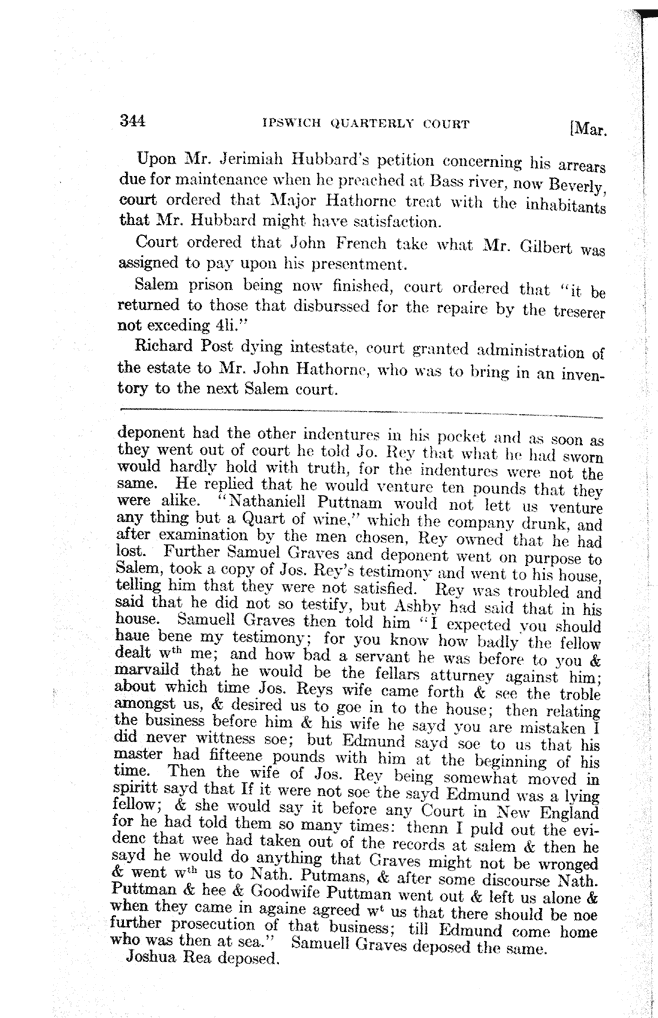 344 IPSWICH QUARTERLY COURT [Mar.
Upon Mr. Jerimiah Hubbard's petition concerning his arrears
due for maintenance when he preached at Bass river, now Beverly,
court ordered that Major Hathorne treat with the inhabitants
that Mr. Hubbard might have satisfaction.
Court ordered that John French take what Mr. Gilbert was
assigned to pay upon his presentment.
Salem prison being now finished, court ordered that "it be
returned to those that disburssed for the repaire by the treserer
not exceding 4li."
Richard Post dying intestate, court granted administration of
the estate to Mr. John Hathorne, who was to bring in an inven-
tory to the next Salem court.
deponent had the other indentures in his pocket and as soon as
they went out of court he told Jo. Rey that what he had sworn
would hardly hold with truth, for the indentures were not the
same. He replied that he would venture ten pounds that they
were alike. "Nathaniell Puttnam would not lett us venture
any thing but a Quart of wine," which the company drunk, and
after examination by the men chosen, Rey owned that he had
lost. Further Samuel Graves and deponent went on purpose to
Salem, took a copy of Jos. Rey's testimony and went to his house,
telling him that they were not satisfied. Rey was troubled and
said that he did not so testify, but Ashby had said that in his
house. Samuell Graves then told him "I expected you should
haue bene my testimony; for you know how badly the fellow
dealt wth me; and how bad a servant he was before to you &
marvaild that he would be the fellars atturney against him;
about which time Jos. Reys wife came forth & see the troble
amongst us, & desired us to goe in to the house; then relating
the business before him & his wife he sayd you are mistaken I
did never wittness soe; but Edmund sayd soe to us that his
master had fifteene pounds with him at the beginning of his
time. Then the wife of Jos. Rey being somewhat moved in
spiritt sayd that If it were not soe the sayd Edmund was a lying
fellow; & she would say it before any Court in New England
for he had told them so many times: thenn I puld out the evi-
denc that wee had taken out of the records at salem & then he
sayd he would do anything that Graves might not be wronged
& went wth us to Nath. Putmans, & after some discourse Nath.
Puttman & hee & Goodwife Puttman went out & left us alone &
when they came in againe agreed wt us that there should be noe
further prosecution of that business; till Edmund come home
who was then at sea." Samuell Graves deposed the same.
Joshua Rea deposed.